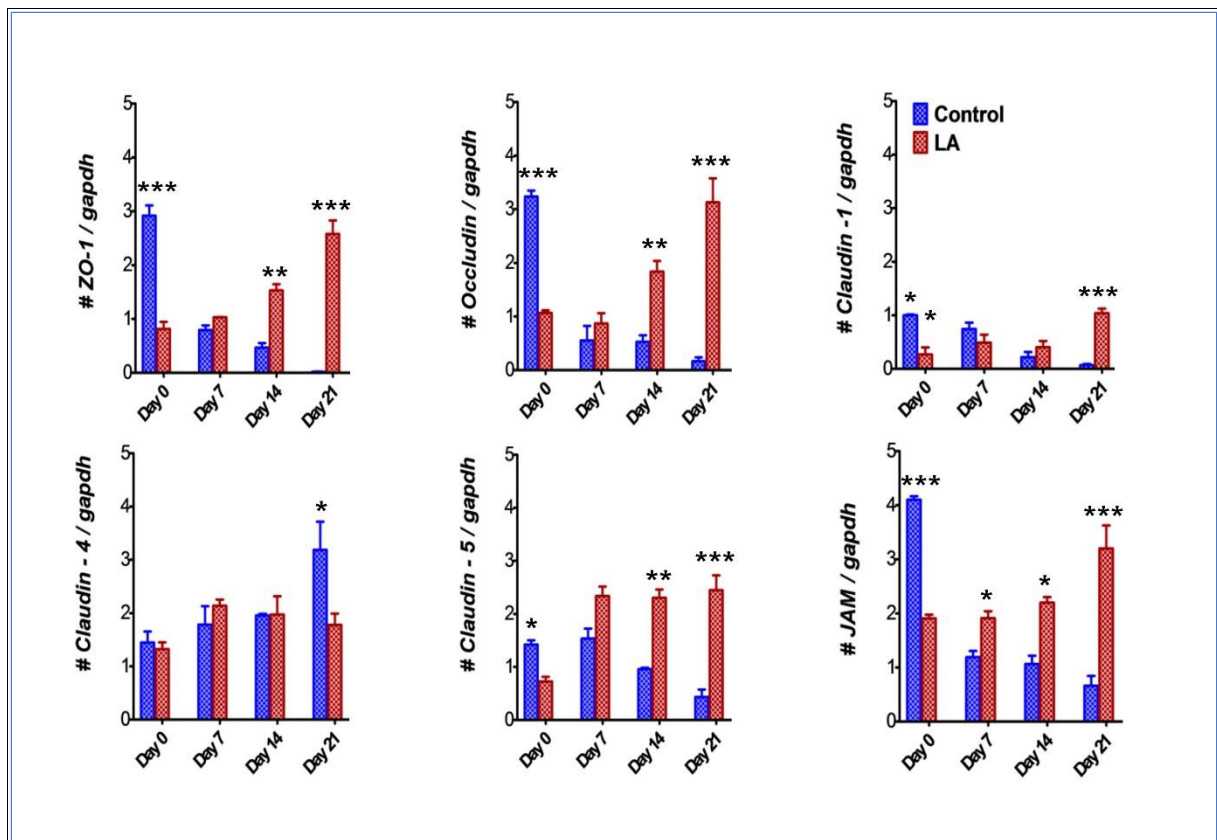 # ZO-1 / gapdh
5
4
3
2
1
0
***
**
***
Day 0
Day 7
Day 14
Day 21
# Occludin / gapdh
5
4
3
2
1
0
***
**
***
Day 0
Day 7
Day 14
Day 21
# Claudin -1 / gapdh
5
4
3
2
1
0
Control
LA
*
*
***
Day 0
Day 7
Day 14
Day 21
# Claudin - 4 / gapdh
5
4
3
2
1
0
*
Day 0
Day 7
Day 14
Day 21
# Claudin - 5 / gapdh
5
4
3
2
1
0
*
**
***
Day 0
Day 7
Day 14
Day 21
# JAM / gapdh
5
4
3
2
1
0
***
*
*
***
Day 0
Day 7
Day 14
Day 21